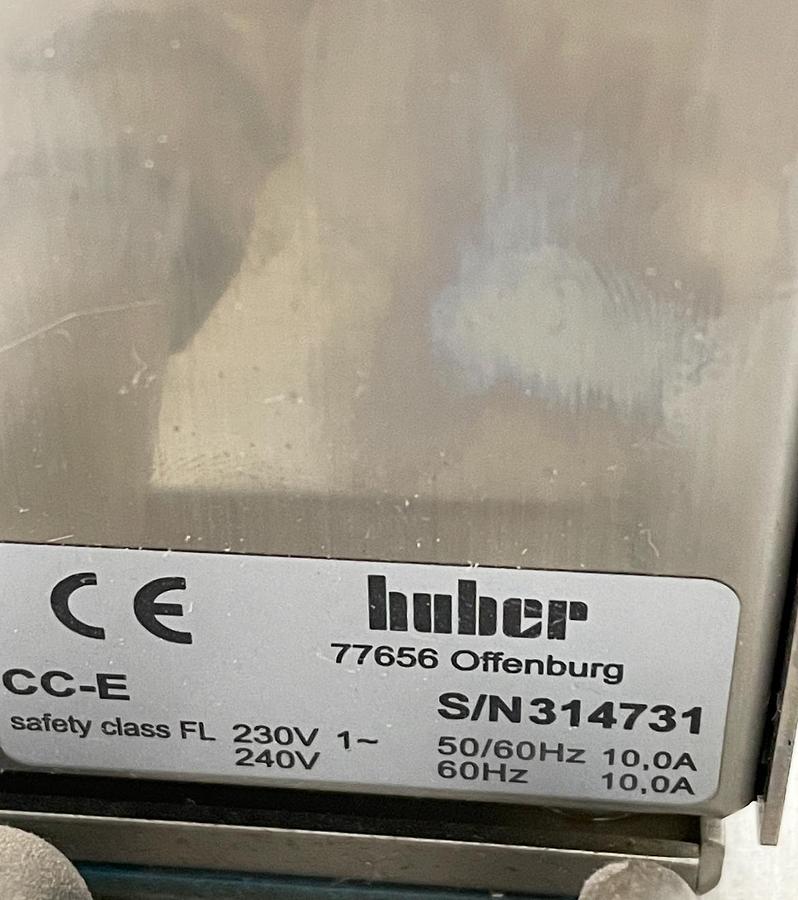 CE huber
77656 Offenburg
CC-E
S/N314731
safety class FL 230V 1~ 50/60Hz 10,0A
240V 60Hz 10,0A